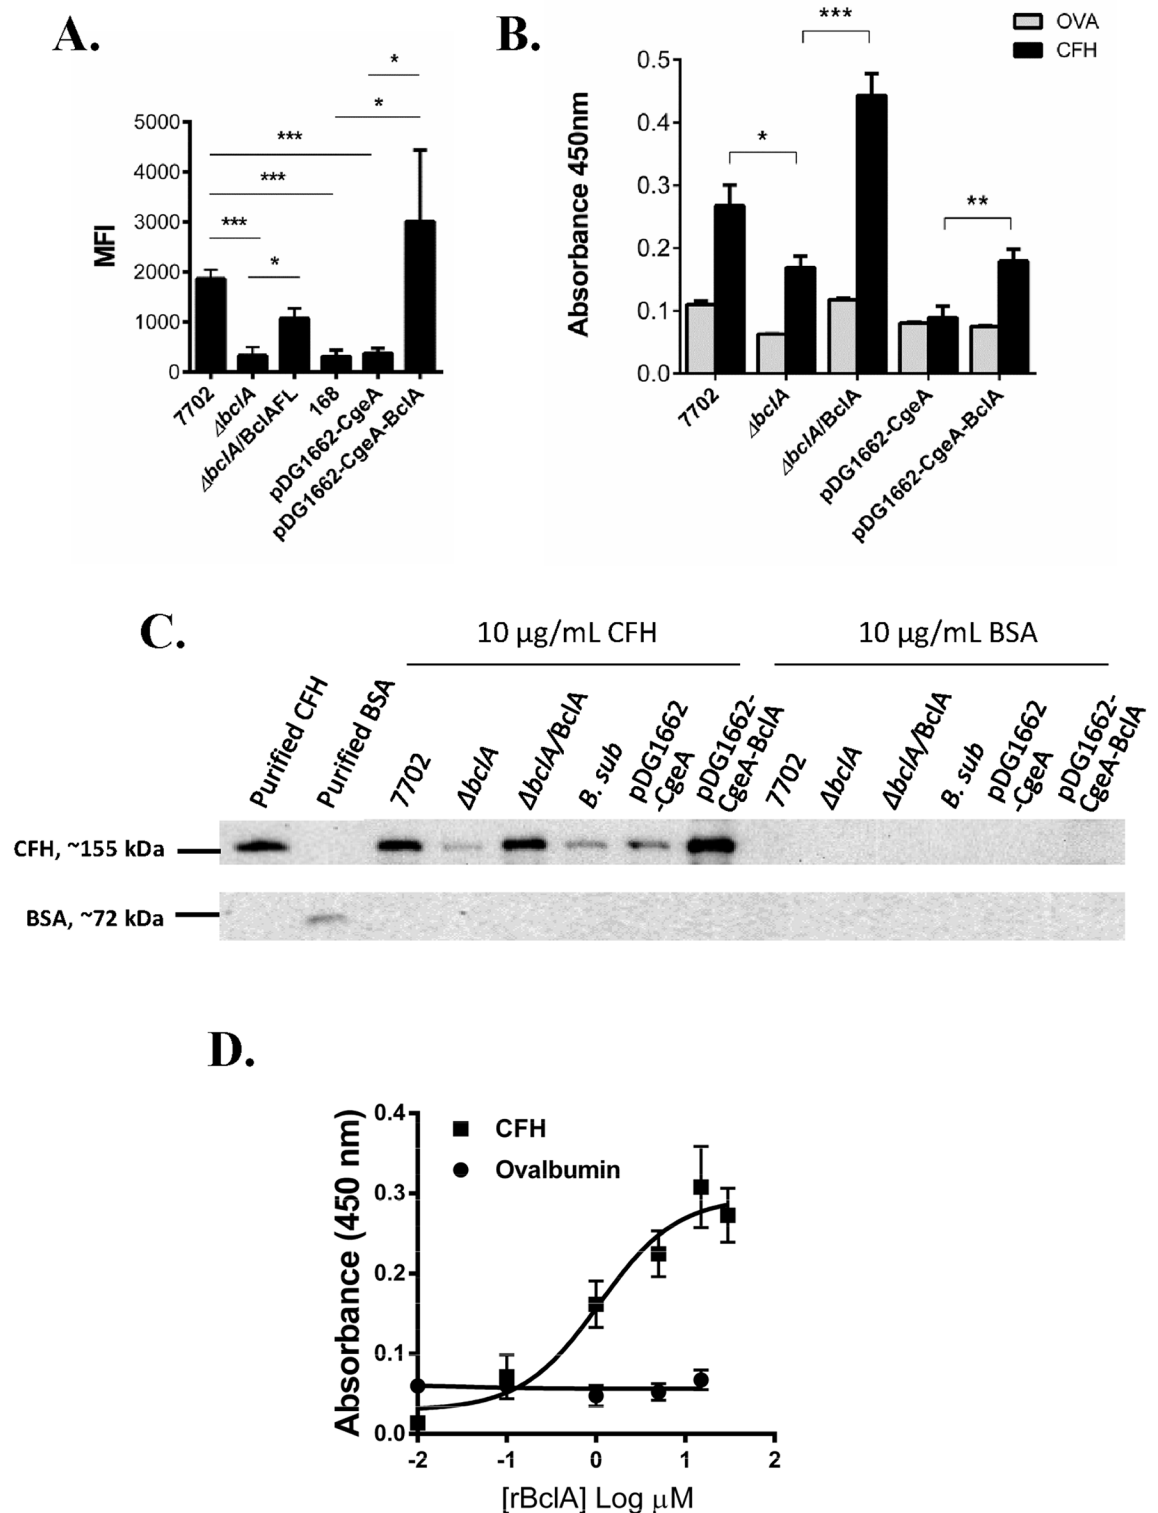 A.
MFI
5000
4000
3000
2000
1000
0
*
*
***
***
***
*
7702
ΔbclA
ΔbclA/BclAFL
168
pDG1662-CgeA
pDG1662-CgeA-BclA
B.
OVA
CFH
Absorbance 450nm
0.5
0.4
0.3
0.2
0.1
0.0
***
*
**
7702
ΔbclA
ΔbclA/BclA
pDG1662-CgeA
pDG1662-CgeA-BclA
C.
10 µg/mL CFH
10 µg/mL BSA
Purified CFH
Purified BSA
7702
ΔbclA
ΔbclA/BclA
B. sub
pDG1662
-CgeA
pDG1662-
CgeA-BclA
7702
ΔbclA
ΔbclA/BclA
B. sub
pDG1662
-CgeA
pDG1662-
CgeA-BclA
CFH, ~155 kDa
BSA, ~72 kDa
D.
Absorbance (450 nm)
0.4
0.3
0.2
0.1
0.0
CFH
Ovalbumin
-2
-1
0
1
2
[rBclA] Log µM